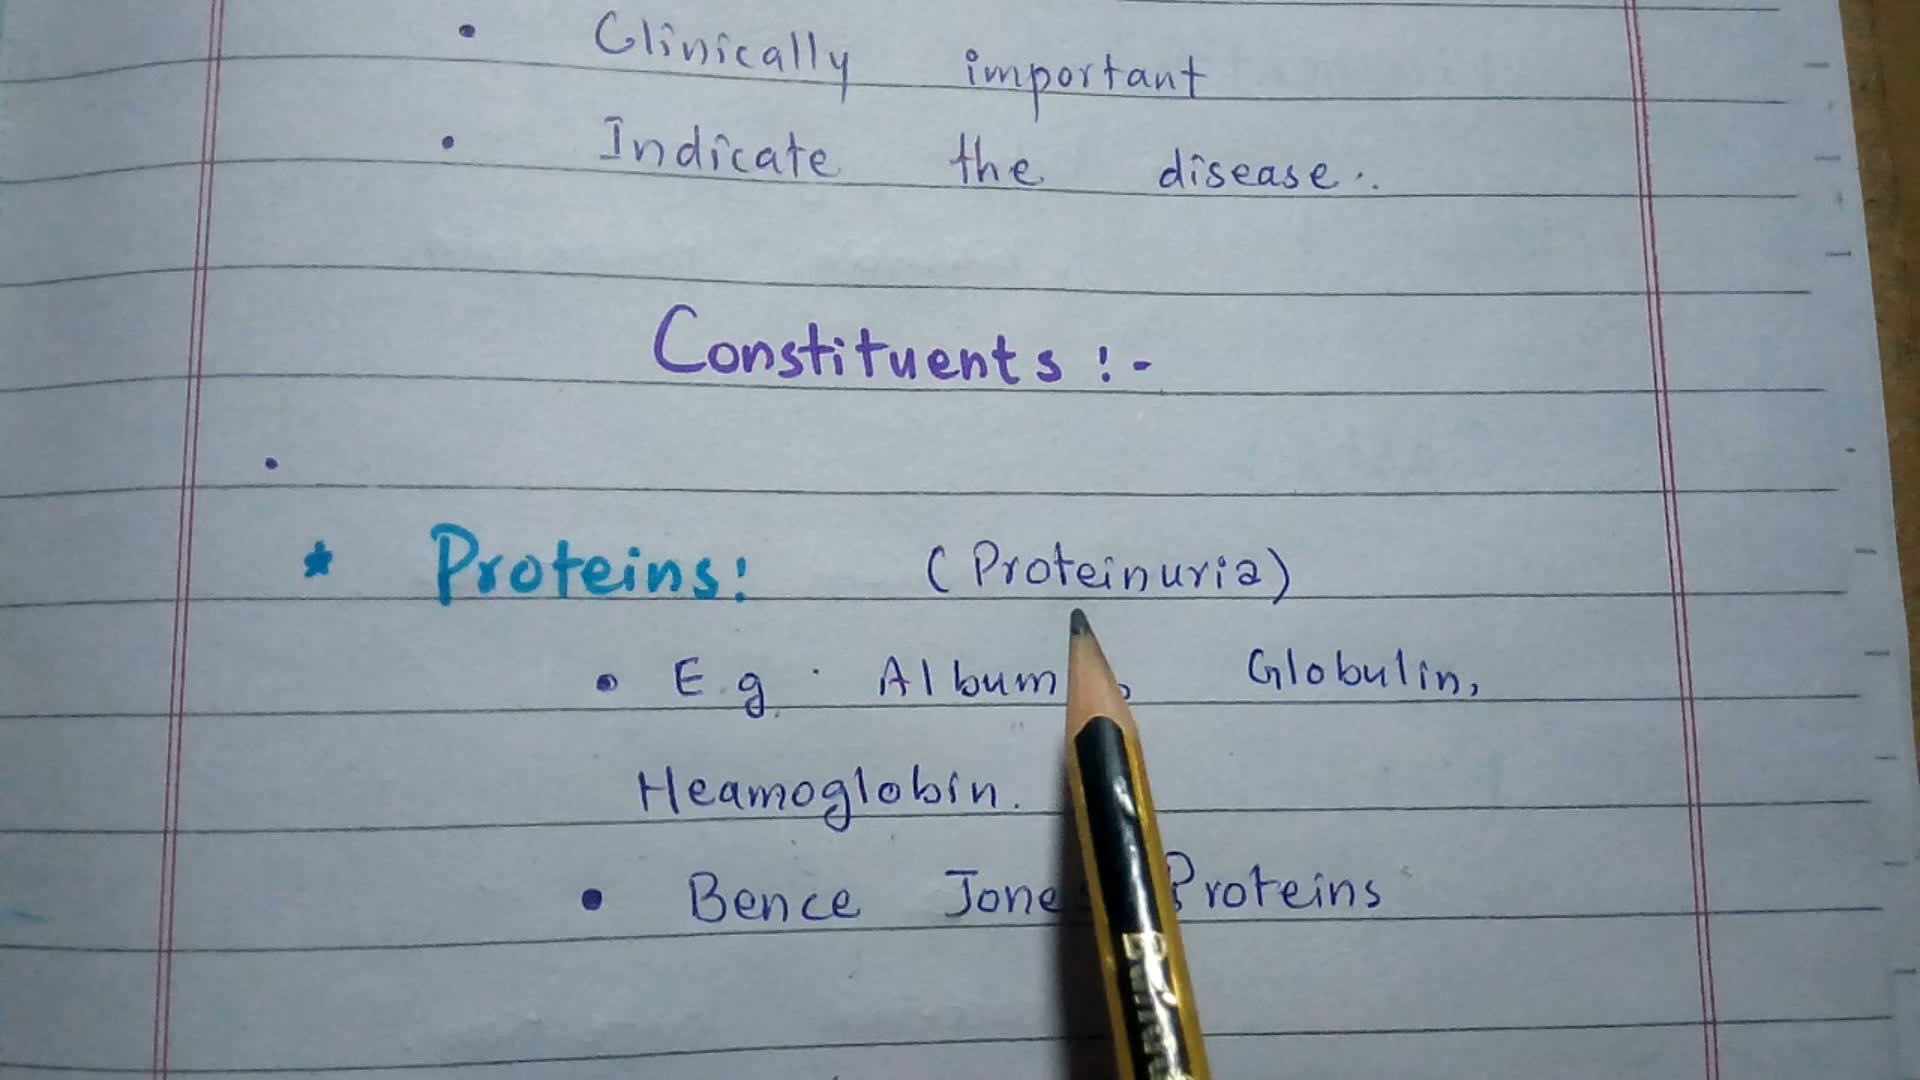 • Clinically important
• Indicate the disease.
Constituents :-
* Proteins: (Proteinuria)
• E.g. Album , Globulin,
Heamoglobin.
• Bence Jone Proteins